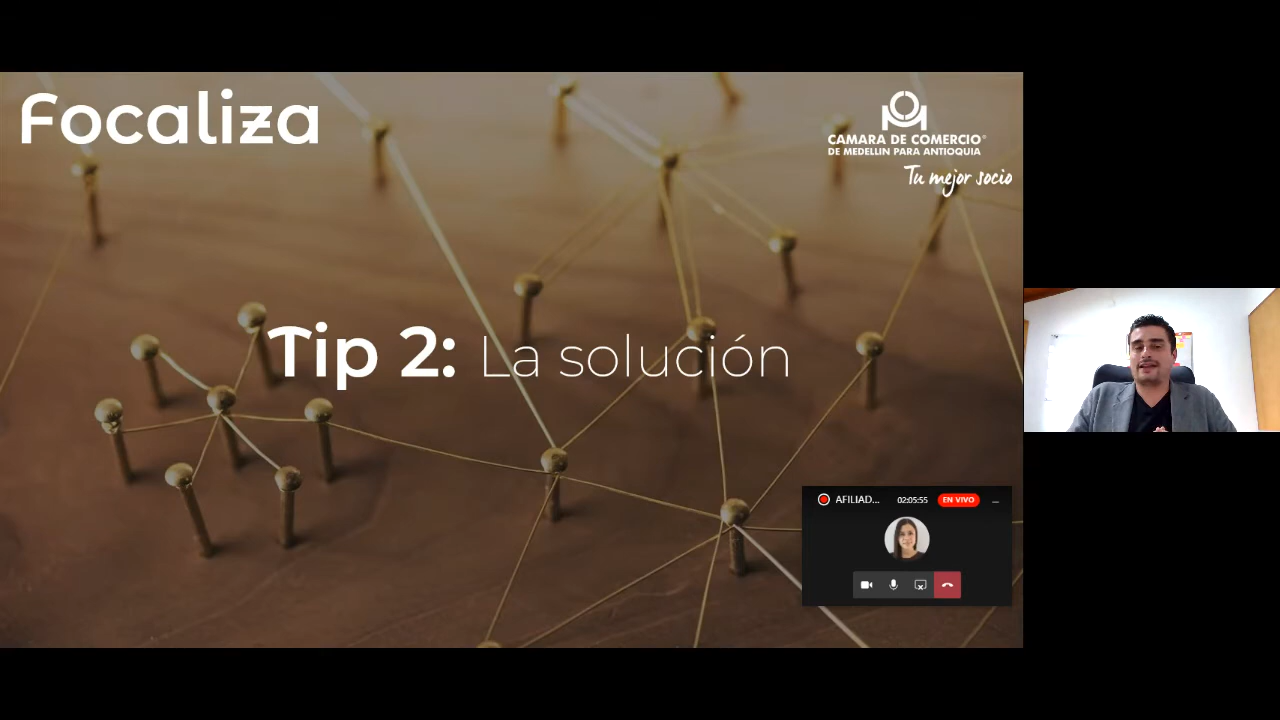 Focaliza
CAMARA DE COMERCIO®
DE MEDELLIN PARA ANTIOQUIA
Tu mejor socio
Tip 2: La solución
AFILIAD... 02:05:55 EN VIVO